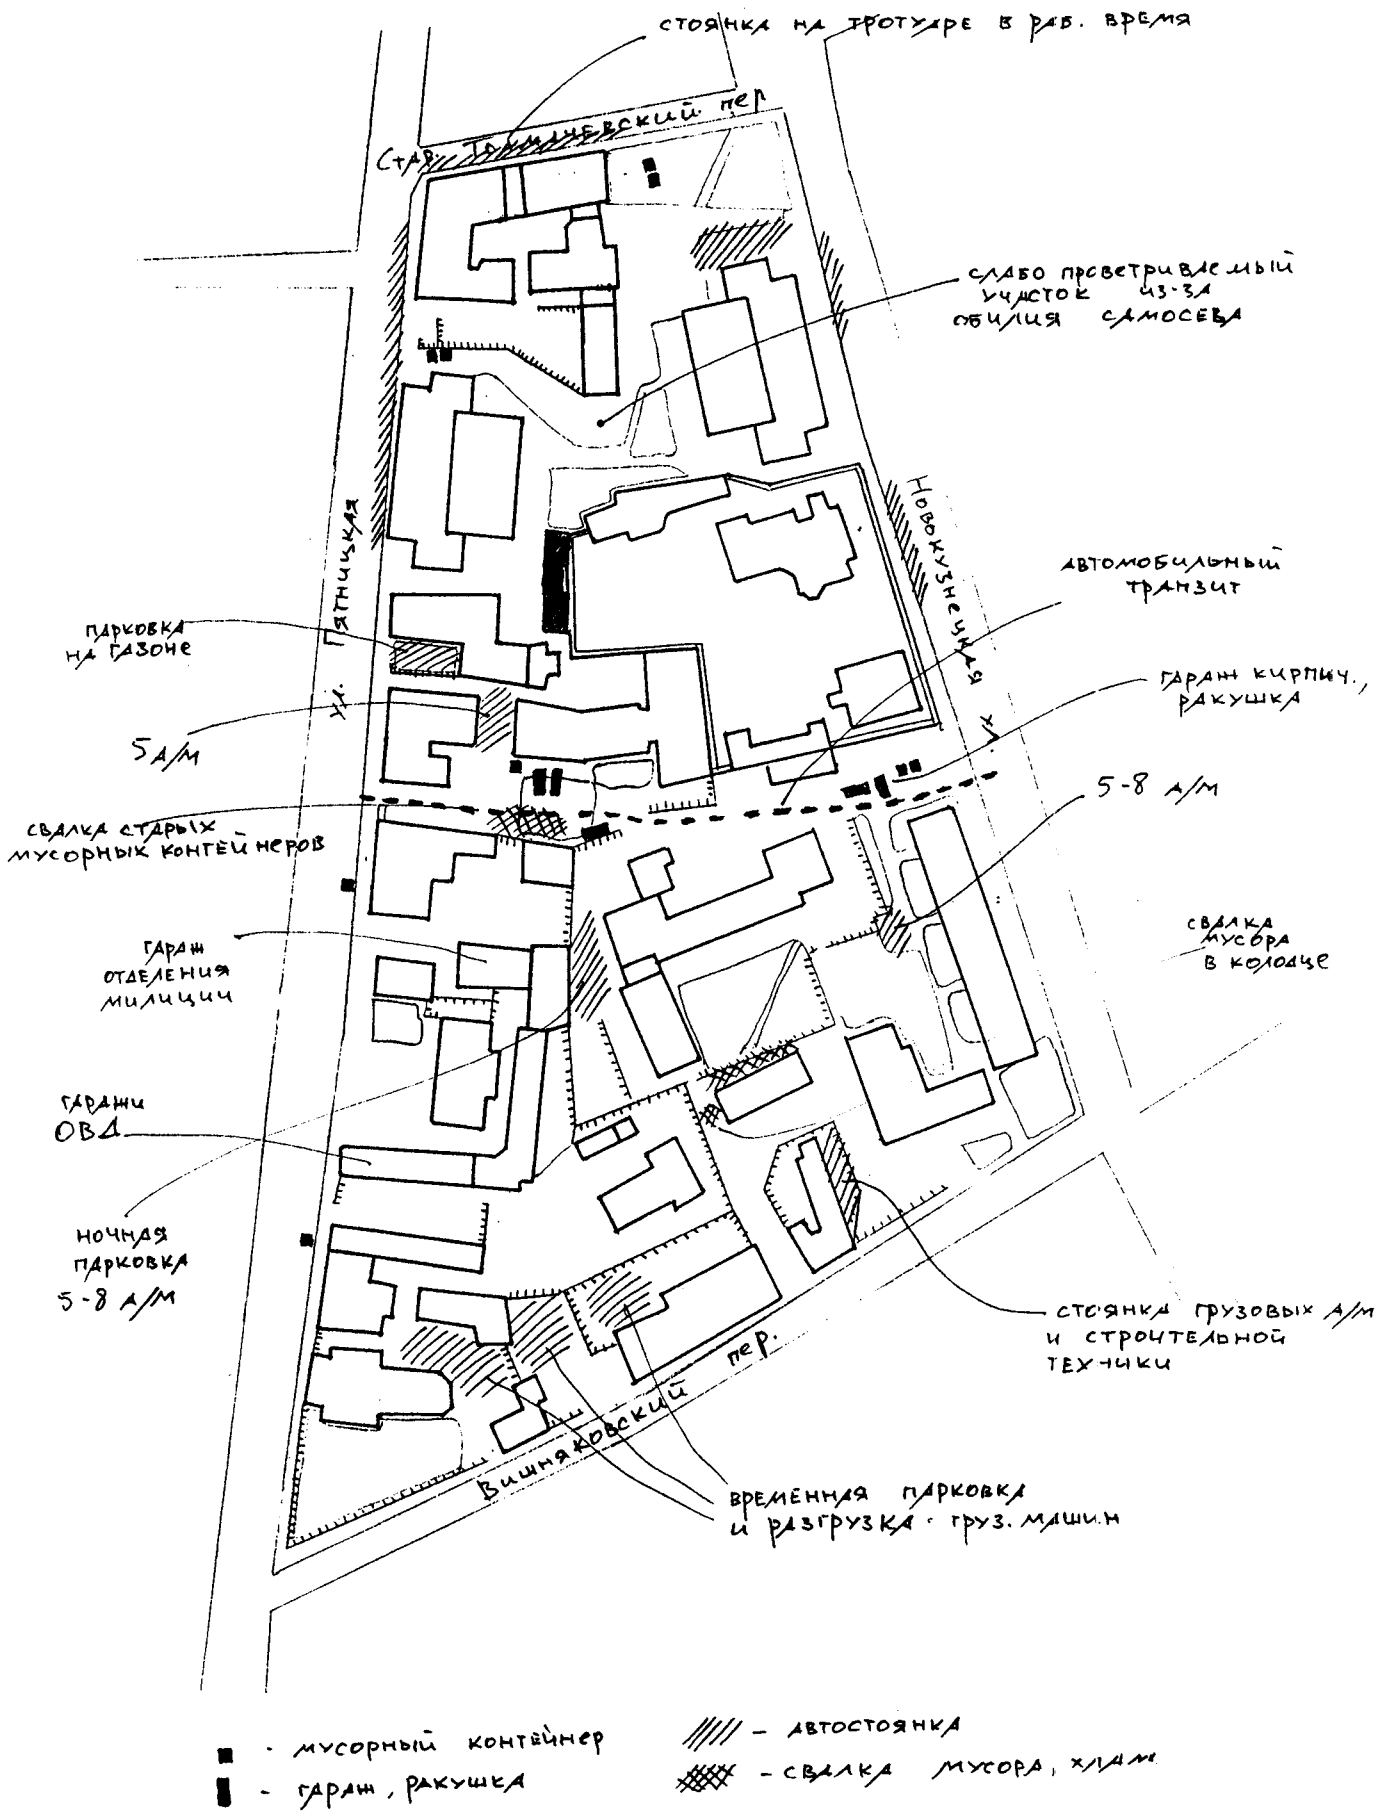 СТОЯНКА НА ТРОТУАРЕ В РАБ. ВРЕМЯ
Стар. Толмачевский пер
СЛАБО ПРОВЕТРИВАЕМЫЙ
УЧАСТОК ИЗ-ЗА
ОБИЛИЯ САМОСЕВА
Пятницкая
ул.
Новокузнецкая
ул.
АВТОМОБИЛЬНЫЙ
ТРАНЗИТ
ПАРКОВКА
НА ГАЗОНЕ
ГАРАЖ КИРПИЧ.,
РАКУШКА
5 А/М
5-8 А/М
СВАЛКА СТАРЫХ
МУСОРНЫХ КОНТЕЙНЕРОВ
ГАРАЖ
ОТДЕЛЕНИЯ
МИЛИЦИИ
СВАЛКА
МУСОРА
В КОЛОДЦЕ
ГАРАЖИ
ОВД
НОЧНАЯ
ПАРКОВКА
5-8 А/М
СТОЯНКА ГРУЗОВЫХ А/М
И СТРОИТЕЛЬНОЙ
ТЕХНИКИ
Вишняковский пер.
ВРЕМЕННАЯ ПАРКОВКА
И РАЗГРУЗКА ГРУЗ. МАШИН
- МУСОРНЫЙ КОНТЕЙНЕР
- ГАРАЖ, РАКУШКА
- АВТОСТОЯНКА
- СВАЛКА МУСОРА, ХЛАМ